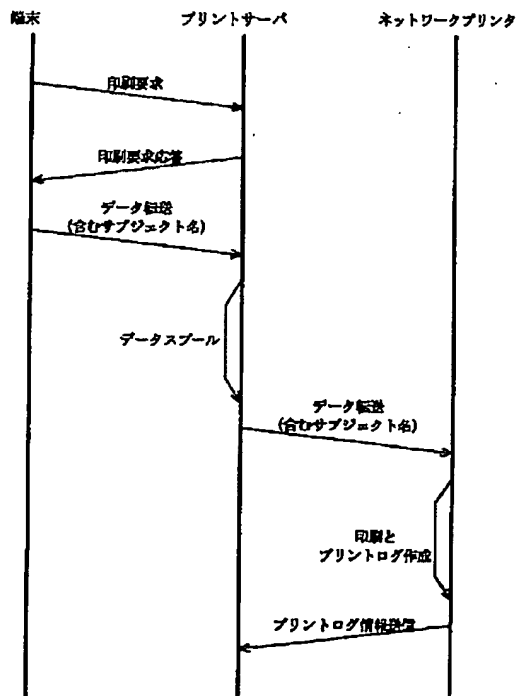 端末
プリントサーバ
ネットワークプリンタ
印刷要求
印刷要求応答
データ転送
(含むサブジェクト名)
データスプール
データ転送
(含むサブジェクト名)
印刷と
プリントログ作成
プリントログ情報送信